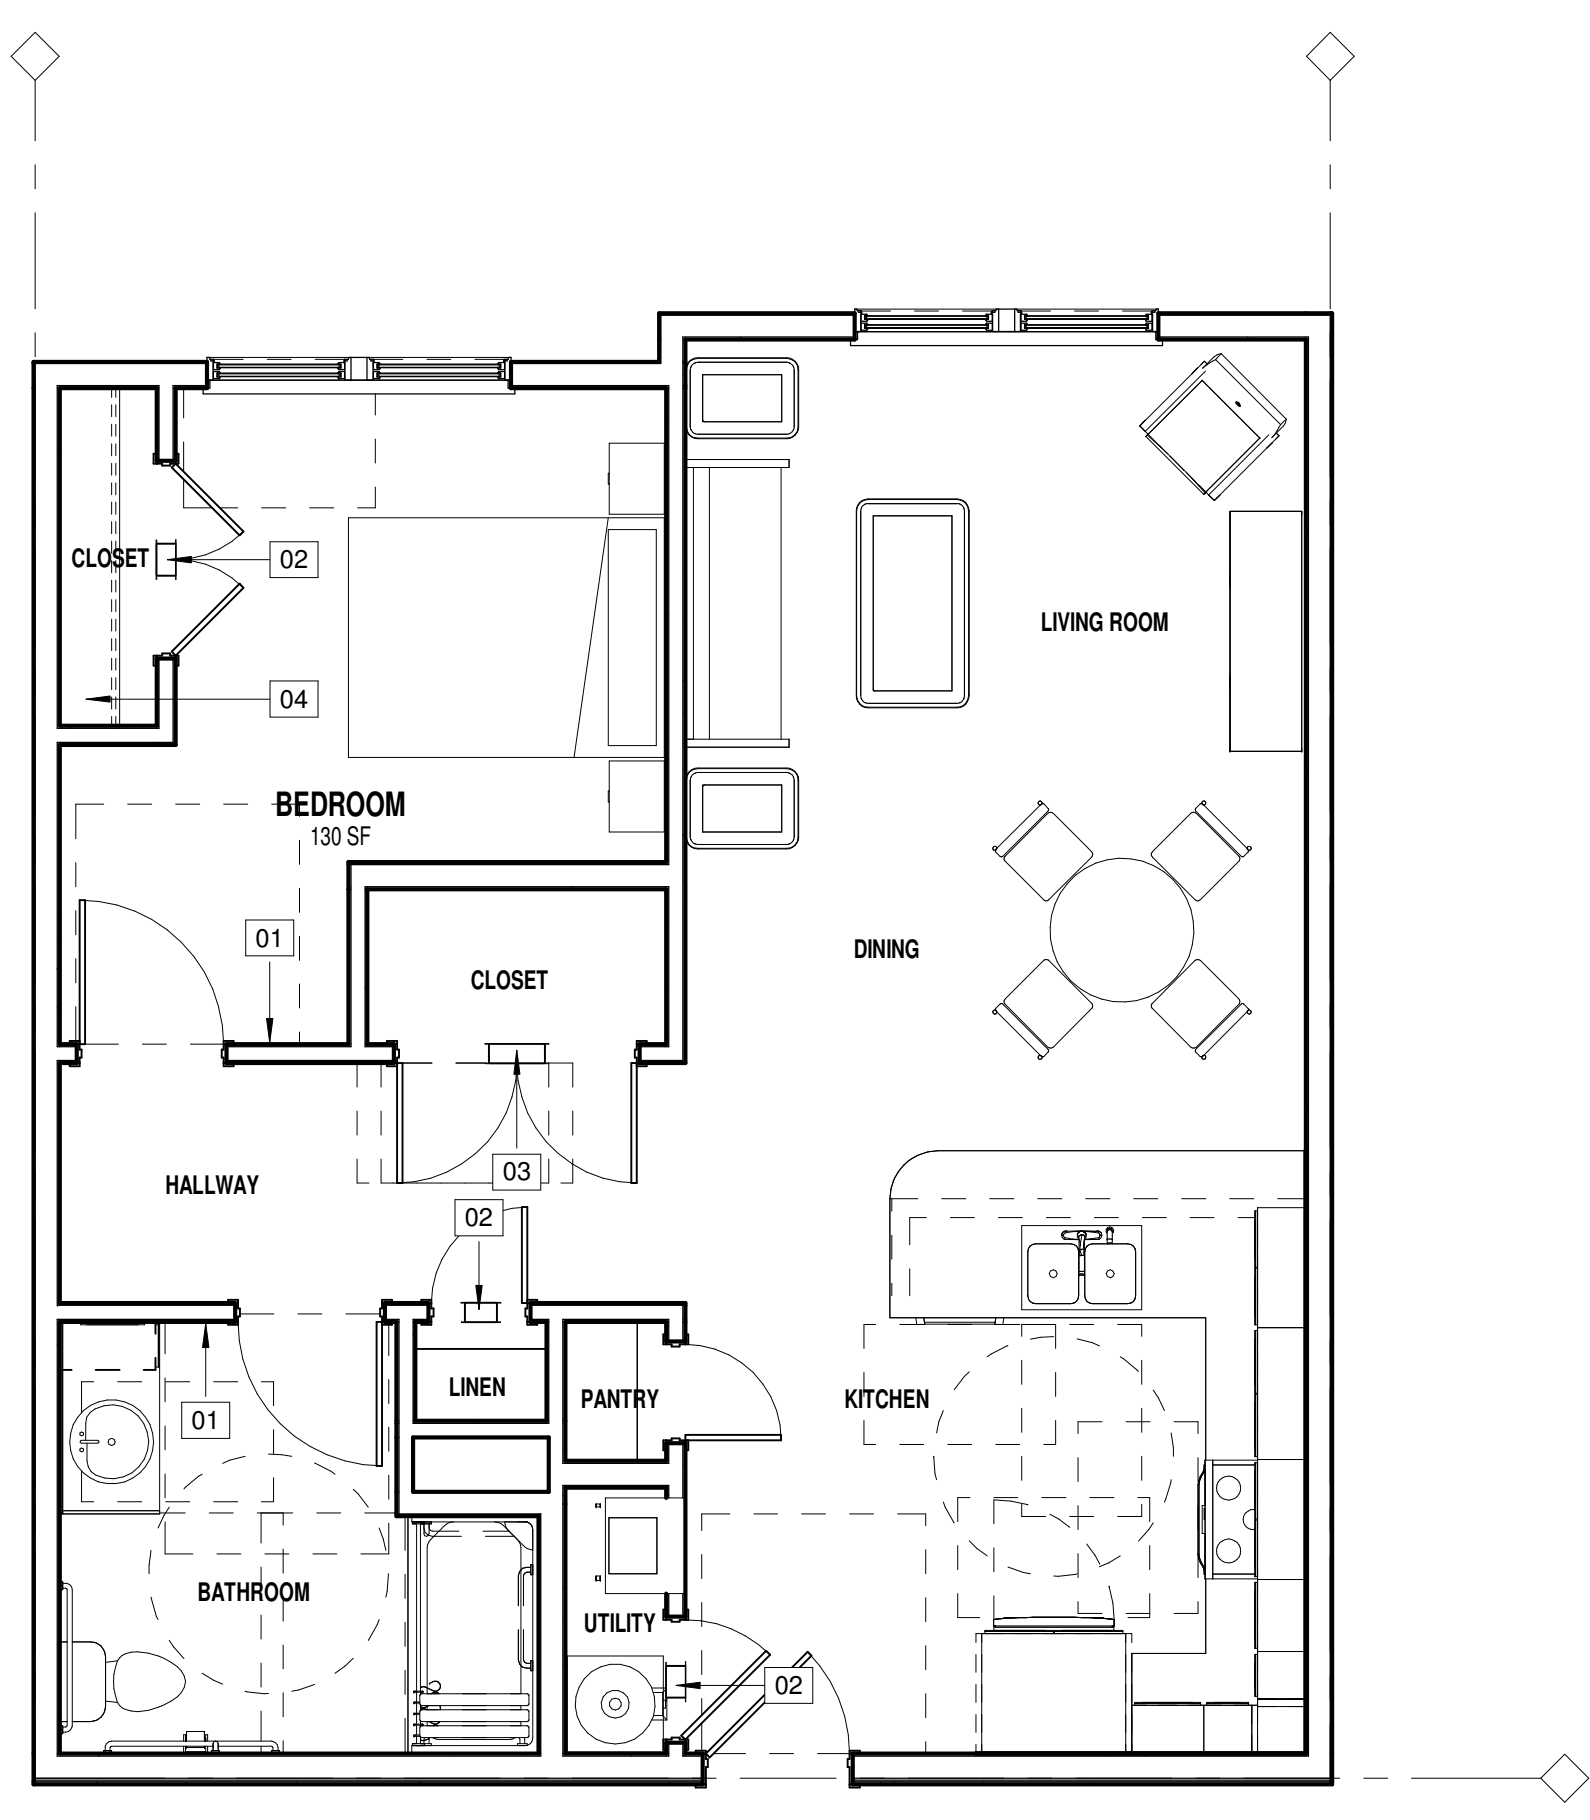 CLOSET
02
LIVING ROOM
04
BEDROOM
130 SF
01
DINING
CLOSET
03
HALLWAY
02
LINEN
PANTRY
KITCHEN
01
BATHROOM
UTILITY
02